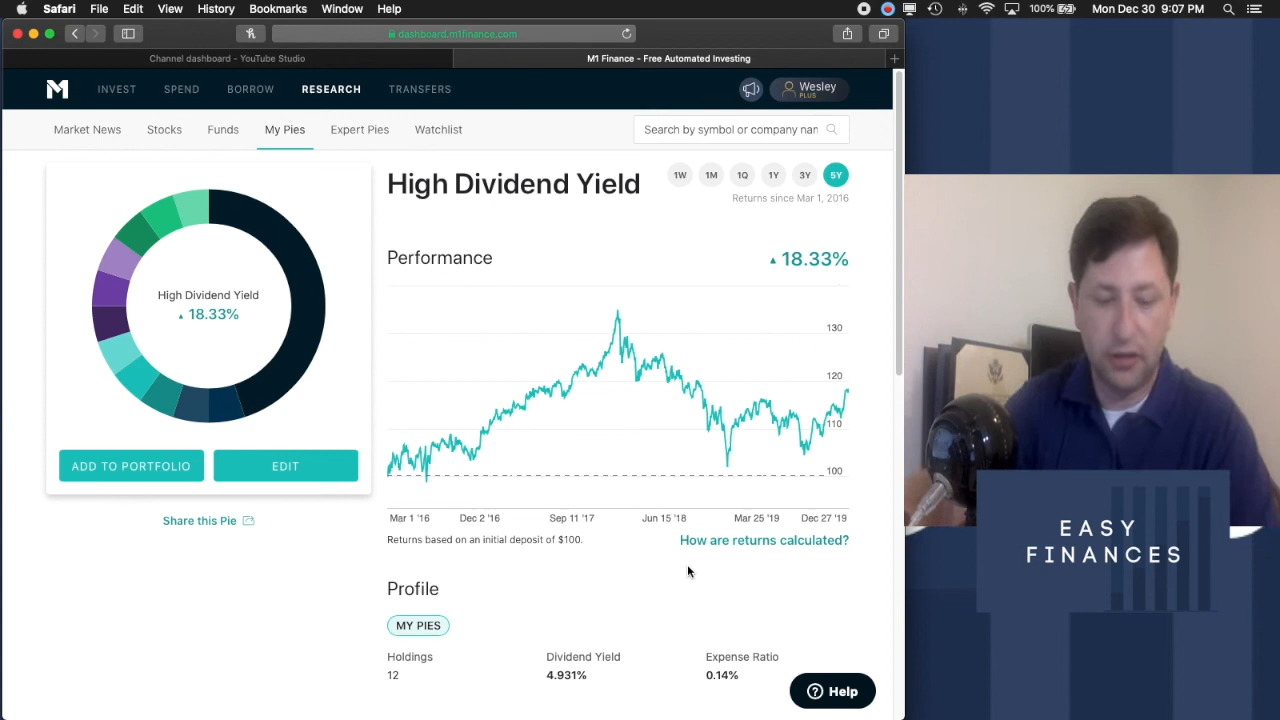 Safari File Edit View History Bookmarks Window Help 100% Mon Dec 30 9:07 PM
dashboard.m1finance.com
Channel dashboard - YouTube Studio M1 Finance - Free Automated Investing
INVEST SPEND BORROW RESEARCH TRANSFERS Wesley
PLUS
Market News Stocks Funds My Pies Expert Pies Watchlist Search by symbol or company nan
High Dividend Yield 1W 1M 1Q 1Y 3Y 5Y
Returns since Mar 1, 2016
Performance ▲ 18.33%
High Dividend Yield
▲ 18.33%
130
120
110
100
ADD TO PORTFOLIO EDIT
Share this Pie
Mar 1 '16 Dec 2 '16 Sep 11 '17 Jun 15 '18 Mar 25 '19 Dec 27 '19
Returns based on an initial deposit of $100. How are returns calculated?
Profile
MY PIES
Holdings Dividend Yield Expense Ratio
12 4.931% 0.14%
? Help
EASY
FINANCES